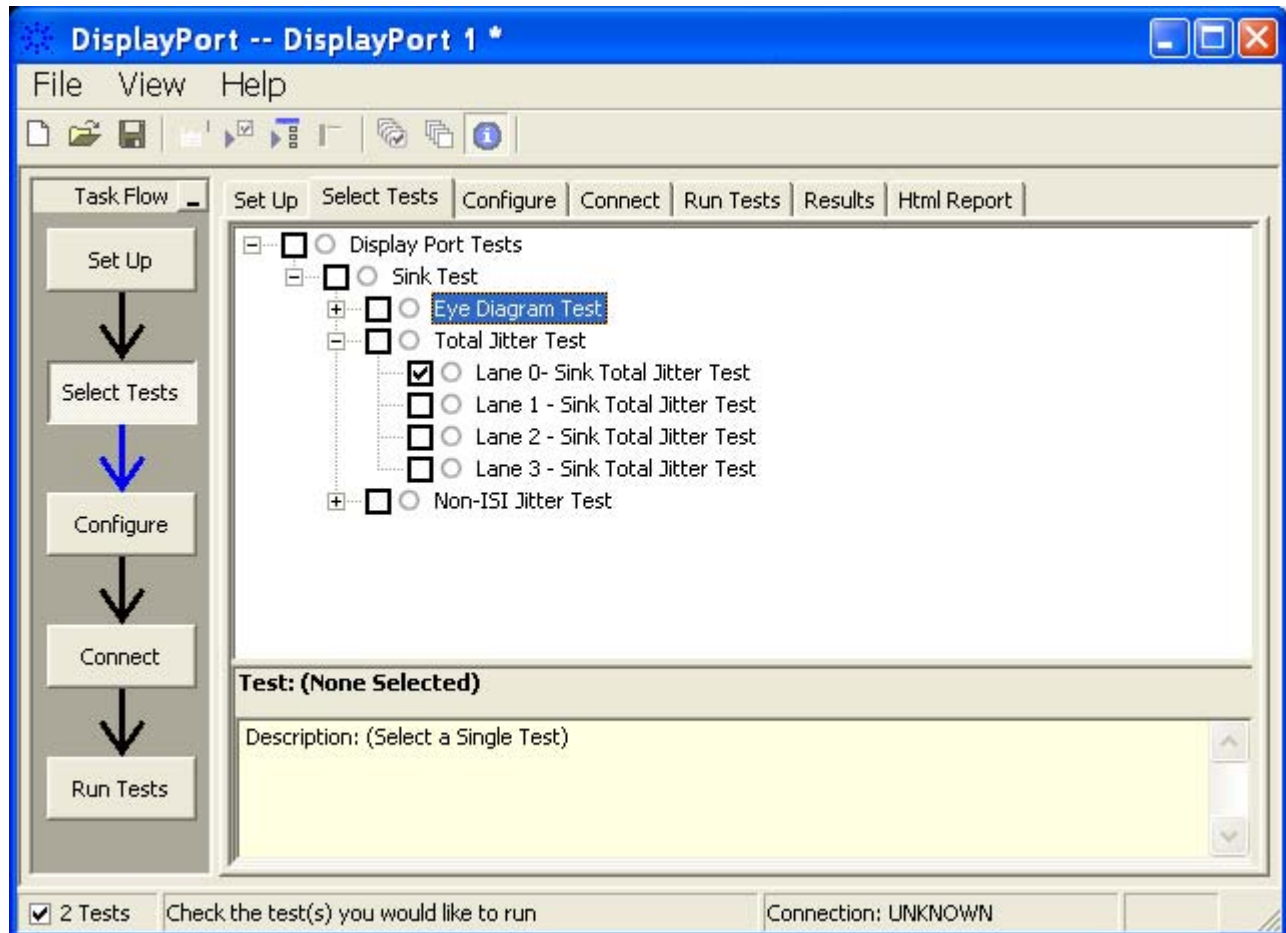 DisplayPort -- DisplayPort 1 *
File View Help
Task Flow
Set Up
Select Tests
Configure
Connect
Run Tests
Set Up Select Tests Configure Connect Run Tests Results Html Report
Display Port Tests
Sink Test
Eye Diagram Test
Total Jitter Test
Lane 0- Sink Total Jitter Test
Lane 1 - Sink Total Jitter Test
Lane 2 - Sink Total Jitter Test
Lane 3 - Sink Total Jitter Test
Non-ISI Jitter Test
Test: (None Selected)
Description: (Select a Single Test)
2 Tests Check the test(s) you would like to run Connection: UNKNOWN